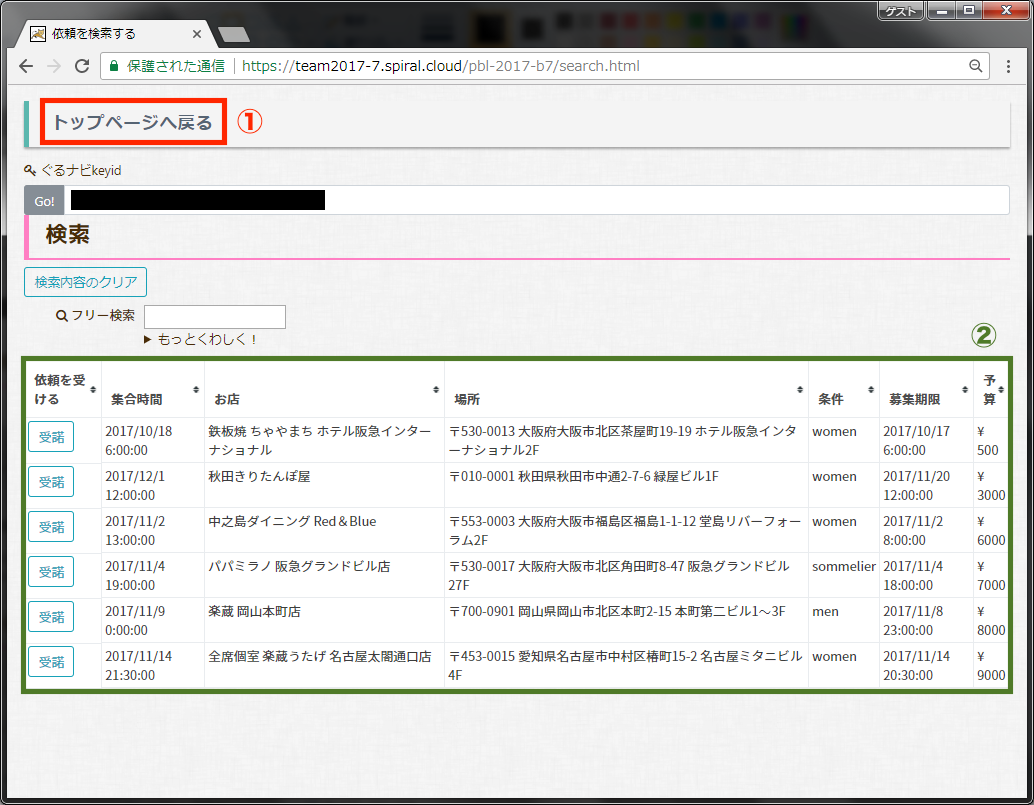 ゲスト
依頼を検索する
保護された通信 https://team2017-7.spiral.cloud/pbl-2017-b7/search.html
トップページへ戻る ①
ぐるナビkeyid
Go!
検索
検索内容のクリア
フリー検索
▶ もっとくわしく！
②
依頼を受ける 集合時間 お店 場所 条件 募集期限 予算
受諾 2017/10/18 6:00:00 鉄板焼 ちゃやまち ホテル阪急インターナショナル 〒530-0013 大阪府大阪市北区茶屋町19-19 ホテル阪急インターナショナル2F women 2017/10/17 6:00:00 ¥ 500
受諾 2017/12/1 12:00:00 秋田きりたんぽ屋 〒010-0001 秋田県秋田市中通2-7-6 緑屋ビル1F women 2017/11/20 12:00:00 ¥ 3000
受諾 2017/11/2 13:00:00 中之島ダイニング Red＆Blue 〒553-0003 大阪府大阪市福島区福島1-1-12 堂島リバーフォーラム2F women 2017/11/2 8:00:00 ¥ 6000
受諾 2017/11/4 19:00:00 パパミラノ 阪急グランドビル店 〒530-0017 大阪府大阪市北区角田町8-47 阪急グランドビル27F sommelier 2017/11/4 18:00:00 ¥ 7000
受諾 2017/11/9 0:00:00 楽蔵 岡山本町店 〒700-0901 岡山県岡山市北区本町2-15 本町第二ビル1～3F men 2017/11/8 23:00:00 ¥ 8000
受諾 2017/11/14 21:30:00 全席個室 楽蔵うたげ 名古屋太閤通口店 〒453-0015 愛知県名古屋市中村区椿町15-2 名古屋ミタニビル4F women 2017/11/14 20:30:00 ¥ 9000